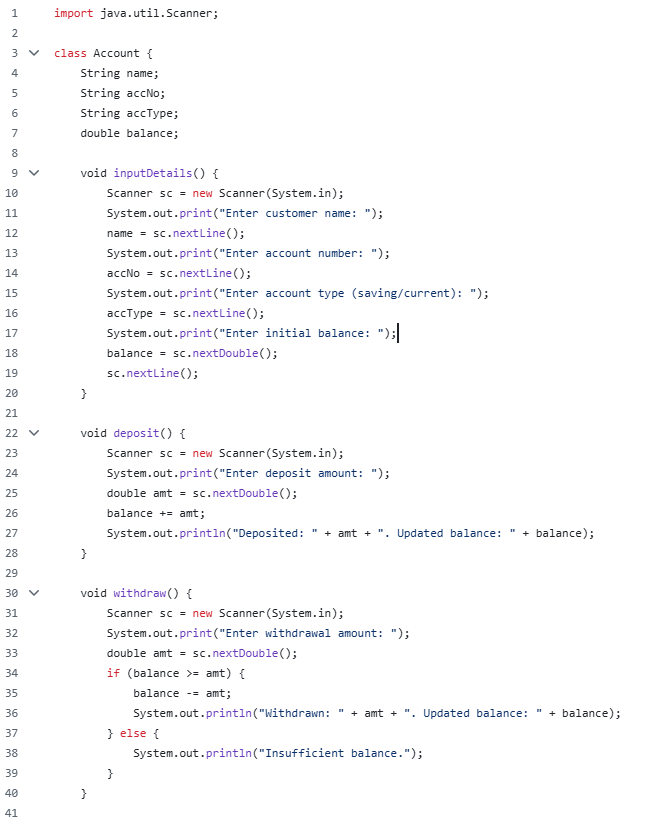 1 import java.util.Scanner;
2
3 class Account {
4 String name;
5 String accNo;
6 String accType;
7 double balance;
8
9 void inputDetails() {
10 Scanner sc = new Scanner(System.in);
11 System.out.print("Enter customer name: ");
12 name = sc.nextLine();
13 System.out.print("Enter account number: ");
14 accNo = sc.nextLine();
15 System.out.print("Enter account type (saving/current): ");
16 accType = sc.nextLine();
17 System.out.print("Enter initial balance: ");
18 balance = sc.nextDouble();
19 sc.nextLine();
20 }
21
22 void deposit() {
23 Scanner sc = new Scanner(System.in);
24 System.out.print("Enter deposit amount: ");
25 double amt = sc.nextDouble();
26 balance += amt;
27 System.out.println("Deposited: " + amt + ". Updated balance: " + balance);
28 }
29
30 void withdraw() {
31 Scanner sc = new Scanner(System.in);
32 System.out.print("Enter withdrawal amount: ");
33 double amt = sc.nextDouble();
34 if (balance >= amt) {
35 balance -= amt;
36 System.out.println("Withdrawn: " + amt + ". Updated balance: " + balance);
37 } else {
38 System.out.println("Insufficient balance.");
39 }
40 }
41